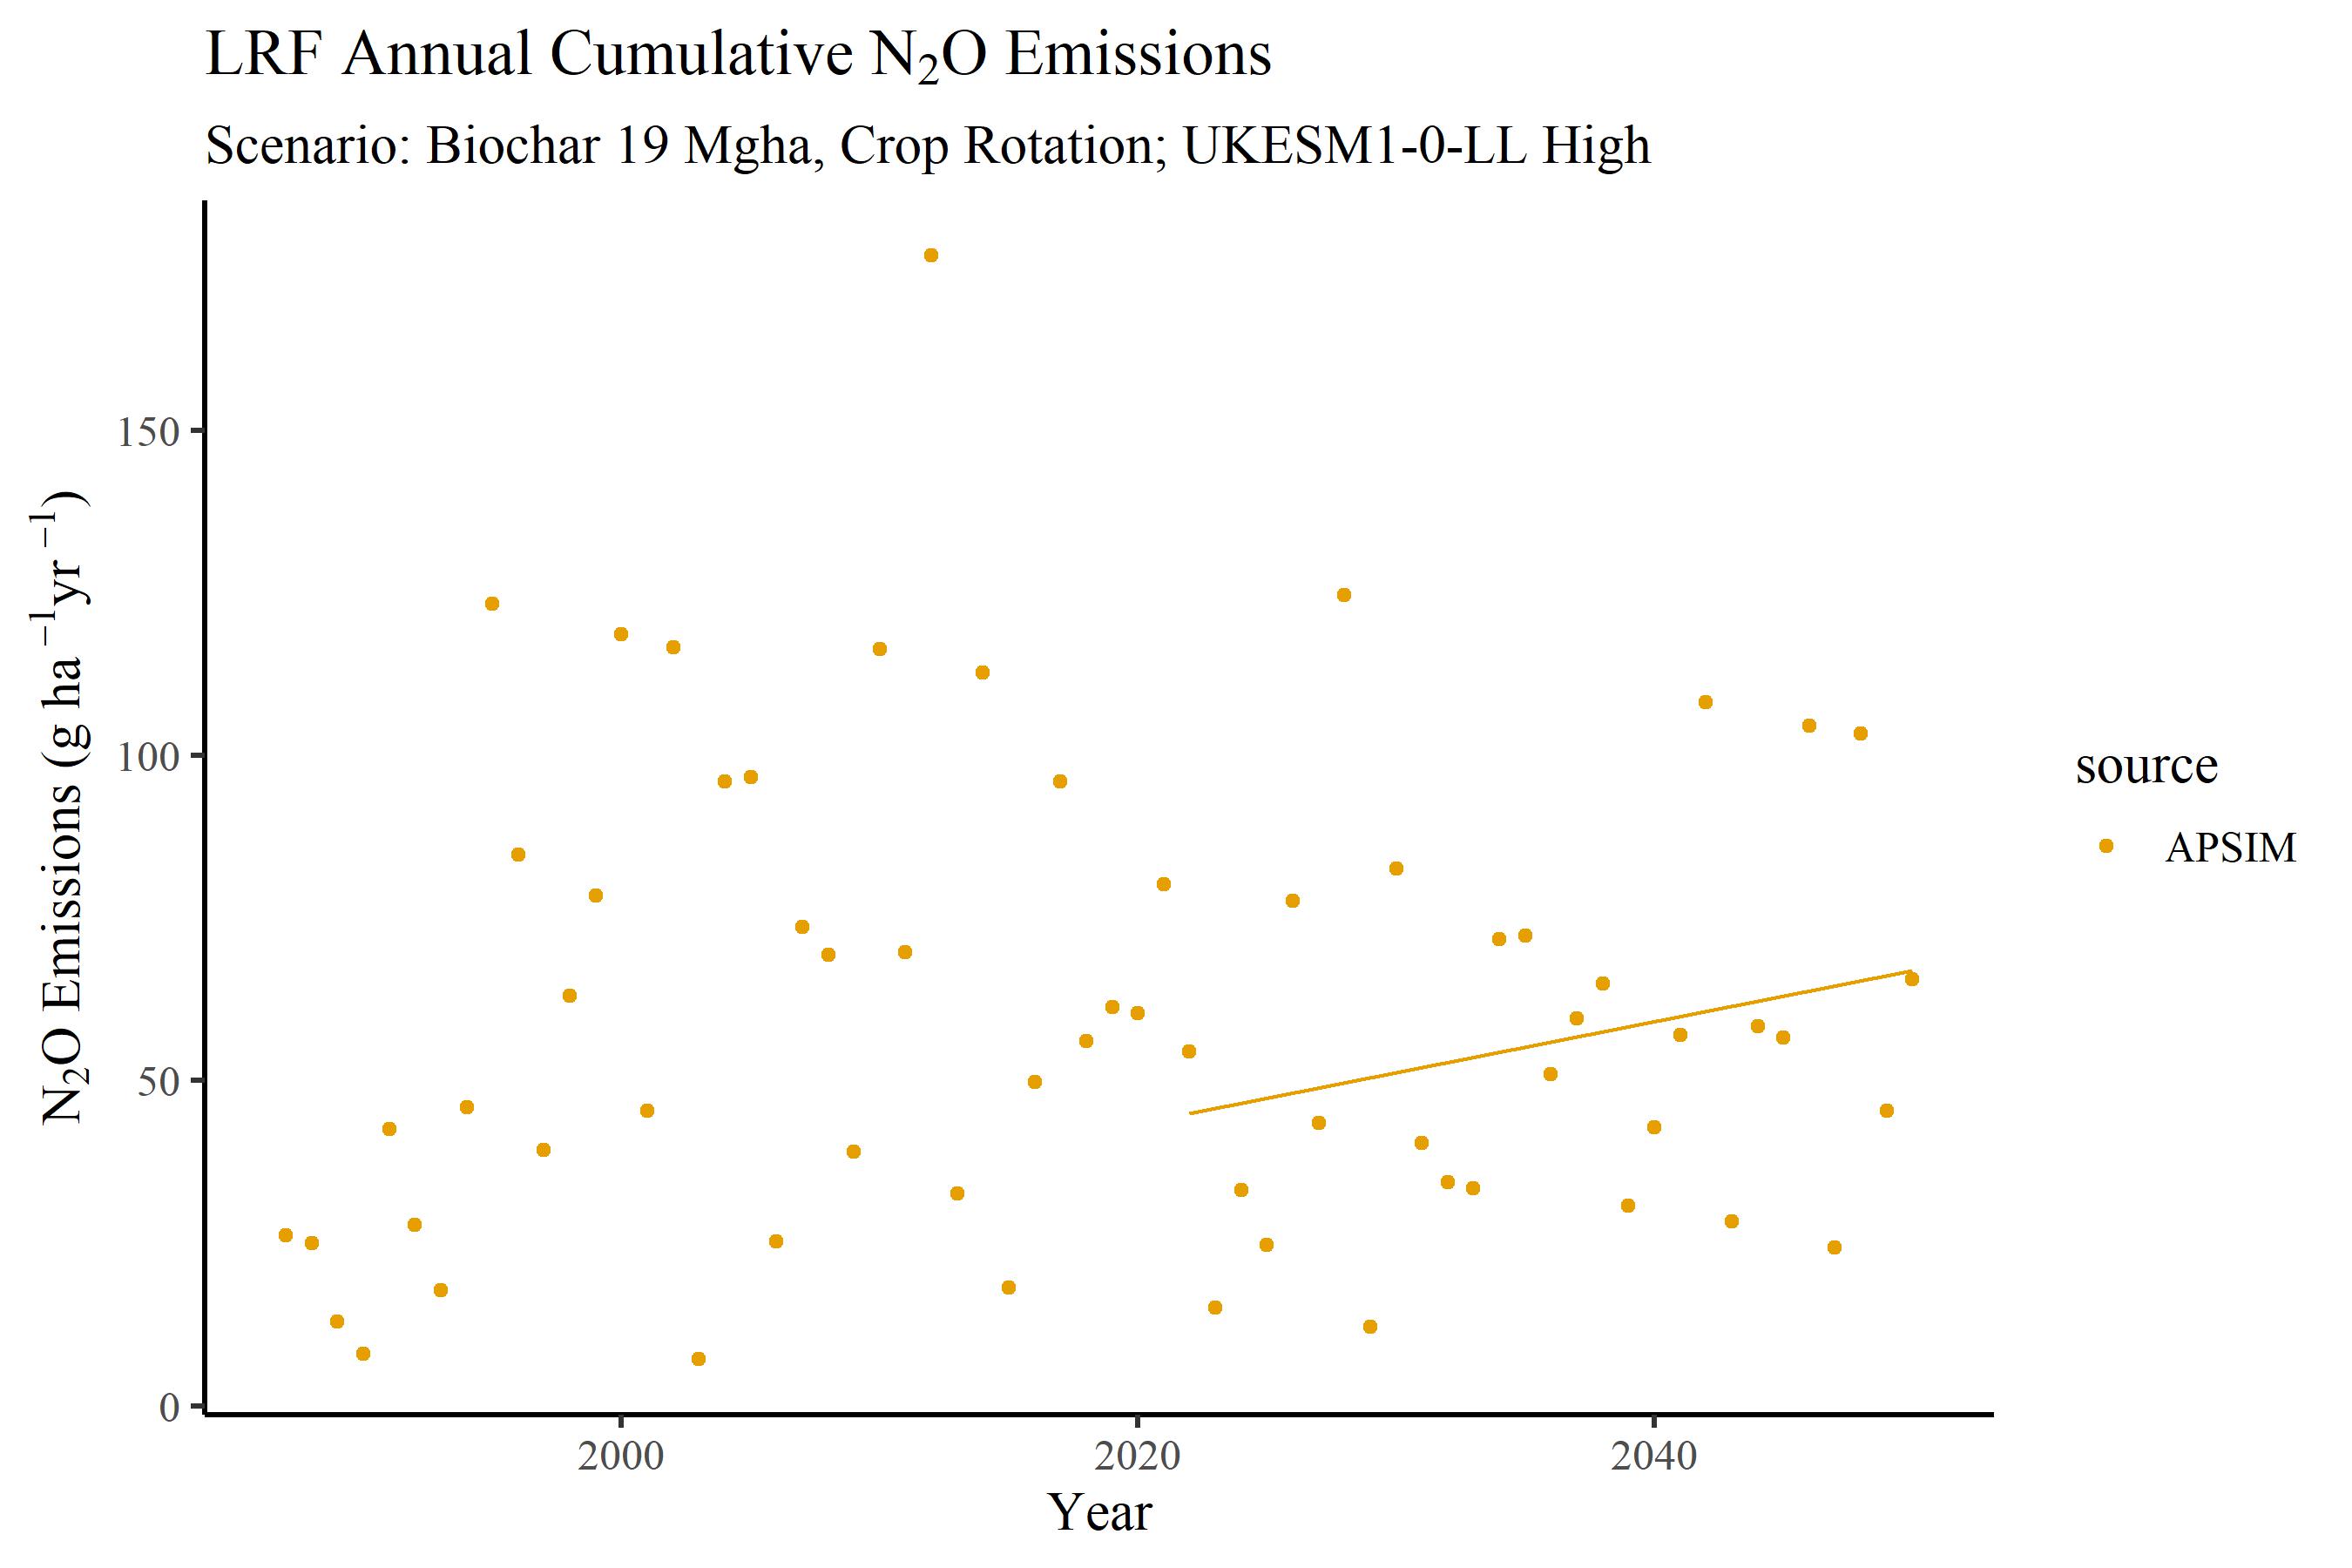 LRF Annual Cumulative N₂O Emissions
Scenario: Biochar 19 Mgha, Crop Rotation; UKESM1-0-LL High
N₂O Emissions (g ha⁻¹yr⁻¹)
150
100
50
0
2000 2020 2040
Year
source
APSIM